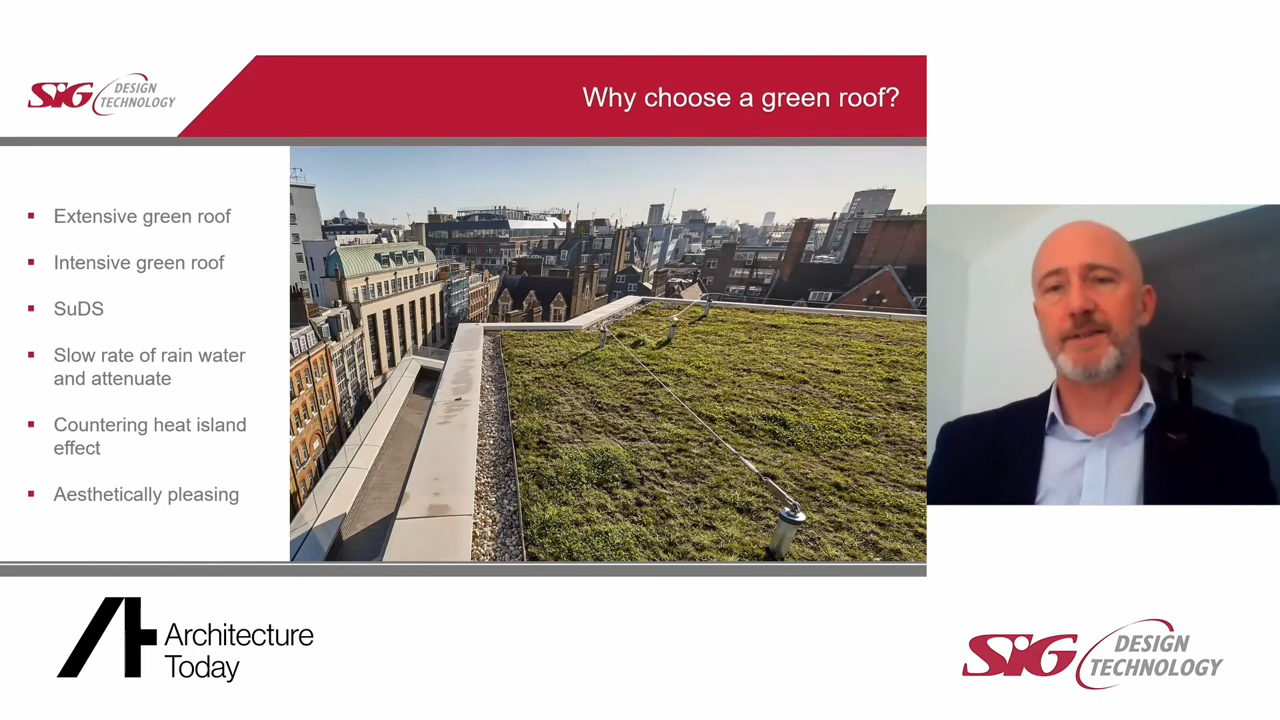 SIG DESIGN
TECHNOLOGY
Why choose a green roof?
Extensive green roof
Intensive green roof
SuDS
Slow rate of rain water
and attenuate
Countering heat island
effect
Aesthetically pleasing
Architecture
Today
SIG DESIGN
TECHNOLOGY